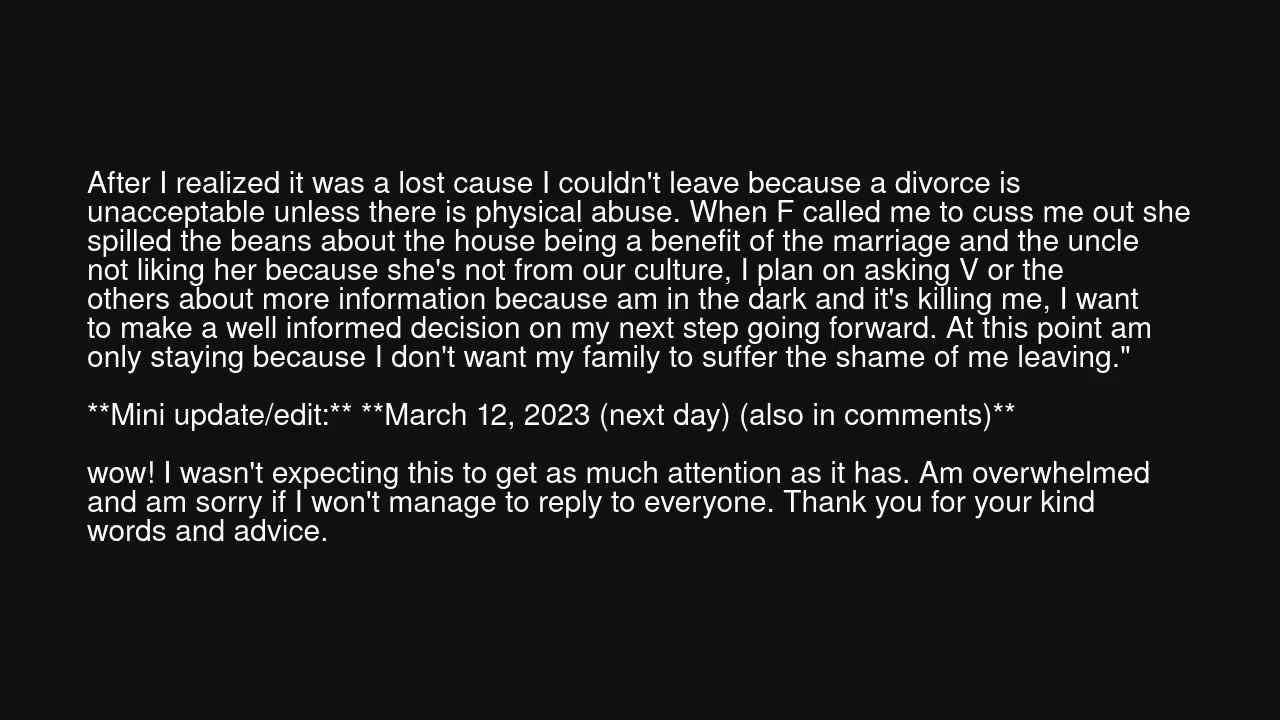 After I realized it was a lost cause I couldn't leave because a divorce is
unacceptable unless there is physical abuse. When F called me to cuss me out she
spilled the beans about the house being a benefit of the marriage and the uncle
not liking her because she's not from our culture, I plan on asking V or the
others about more information because am in the dark and it's killing me, I want
to make a well informed decision on my next step going forward. At this point am
only staying because I don't want my family to suffer the shame of me leaving."
**Mini update/edit:** **March 12, 2023 (next day) (also in comments)**
wow! I wasn't expecting this to get as much attention as it has. Am overwhelmed
and am sorry if I won't manage to reply to everyone. Thank you for your kind
words and advice.